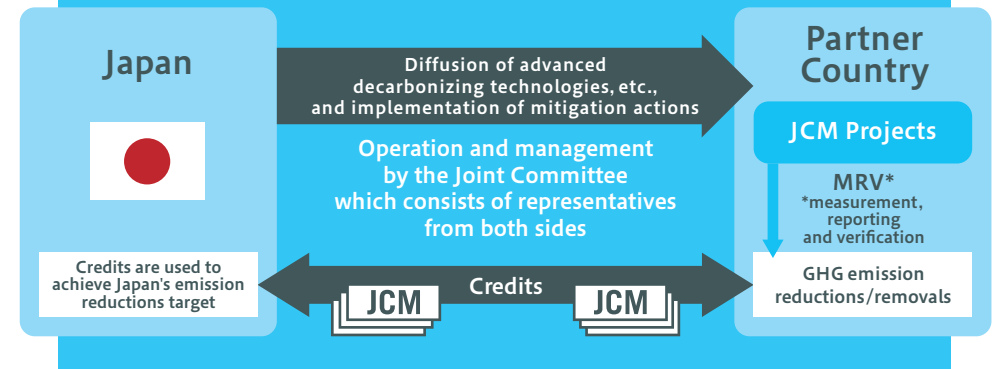 Japan
Diffusion of advanced
decarbonizing technologies, etc.,
and implementation of mitigation actions
Partner
Country
JCM Projects
Operation and management
by the Joint Committee
which consists of representatives
from both sides
MRV*
*measurement,
reporting
and verification
Credits are used to
achieve Japan's emission
reductions target
Credits
JCM
JCM
GHG emission
reductions/removals